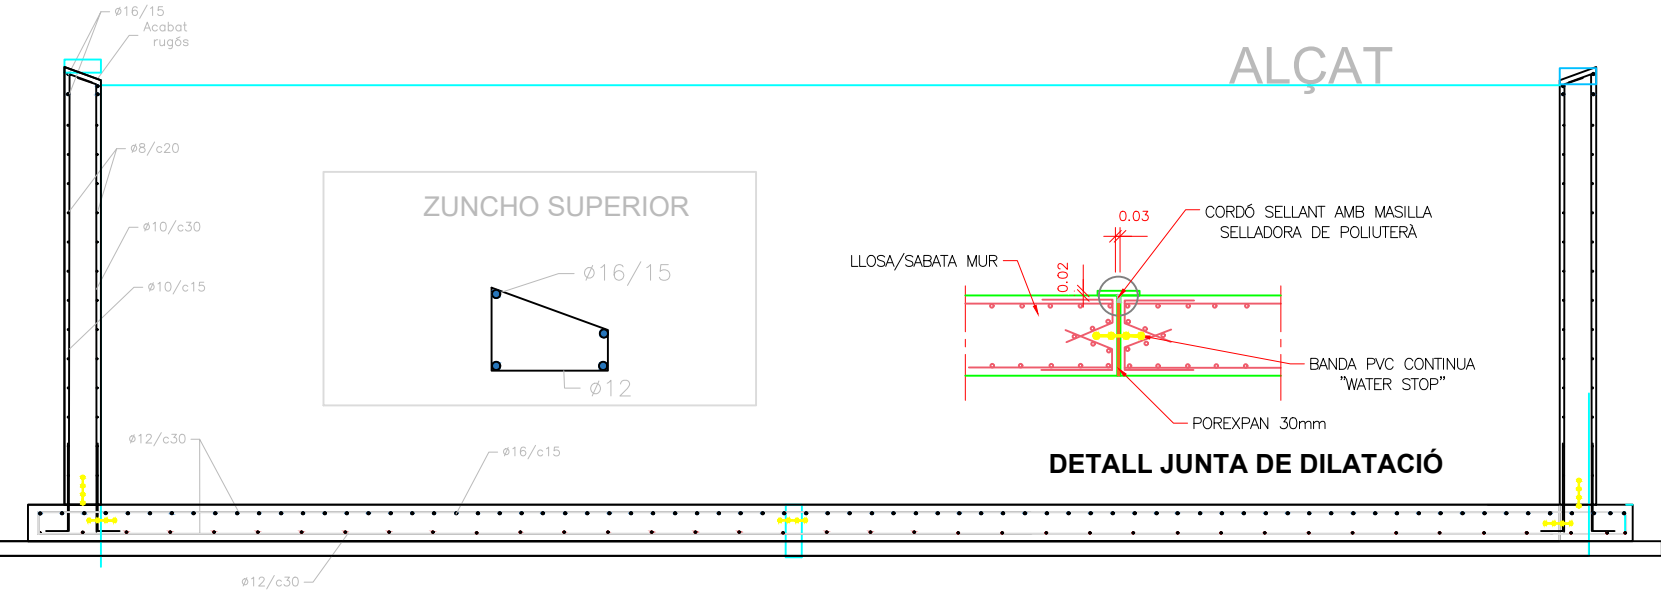 ø16/15
Acabat
rugós
ALÇAT
ø8/c20
ø10/c30
ø10/c15
ZUNCHO SUPERIOR
ø16/15
ø12
0.03
CORDÓ SELLANT AMB MASILLA
SELLADORA DE POLIUTERÀ
LLOSA/SABATA MUR
0.02
BANDA PVC CONTINUA
"WATER STOP"
POREXPAN 30mm
DETALL JUNTA DE DILATACIÓ
ø12/c30
ø16/c15
ø12/c30